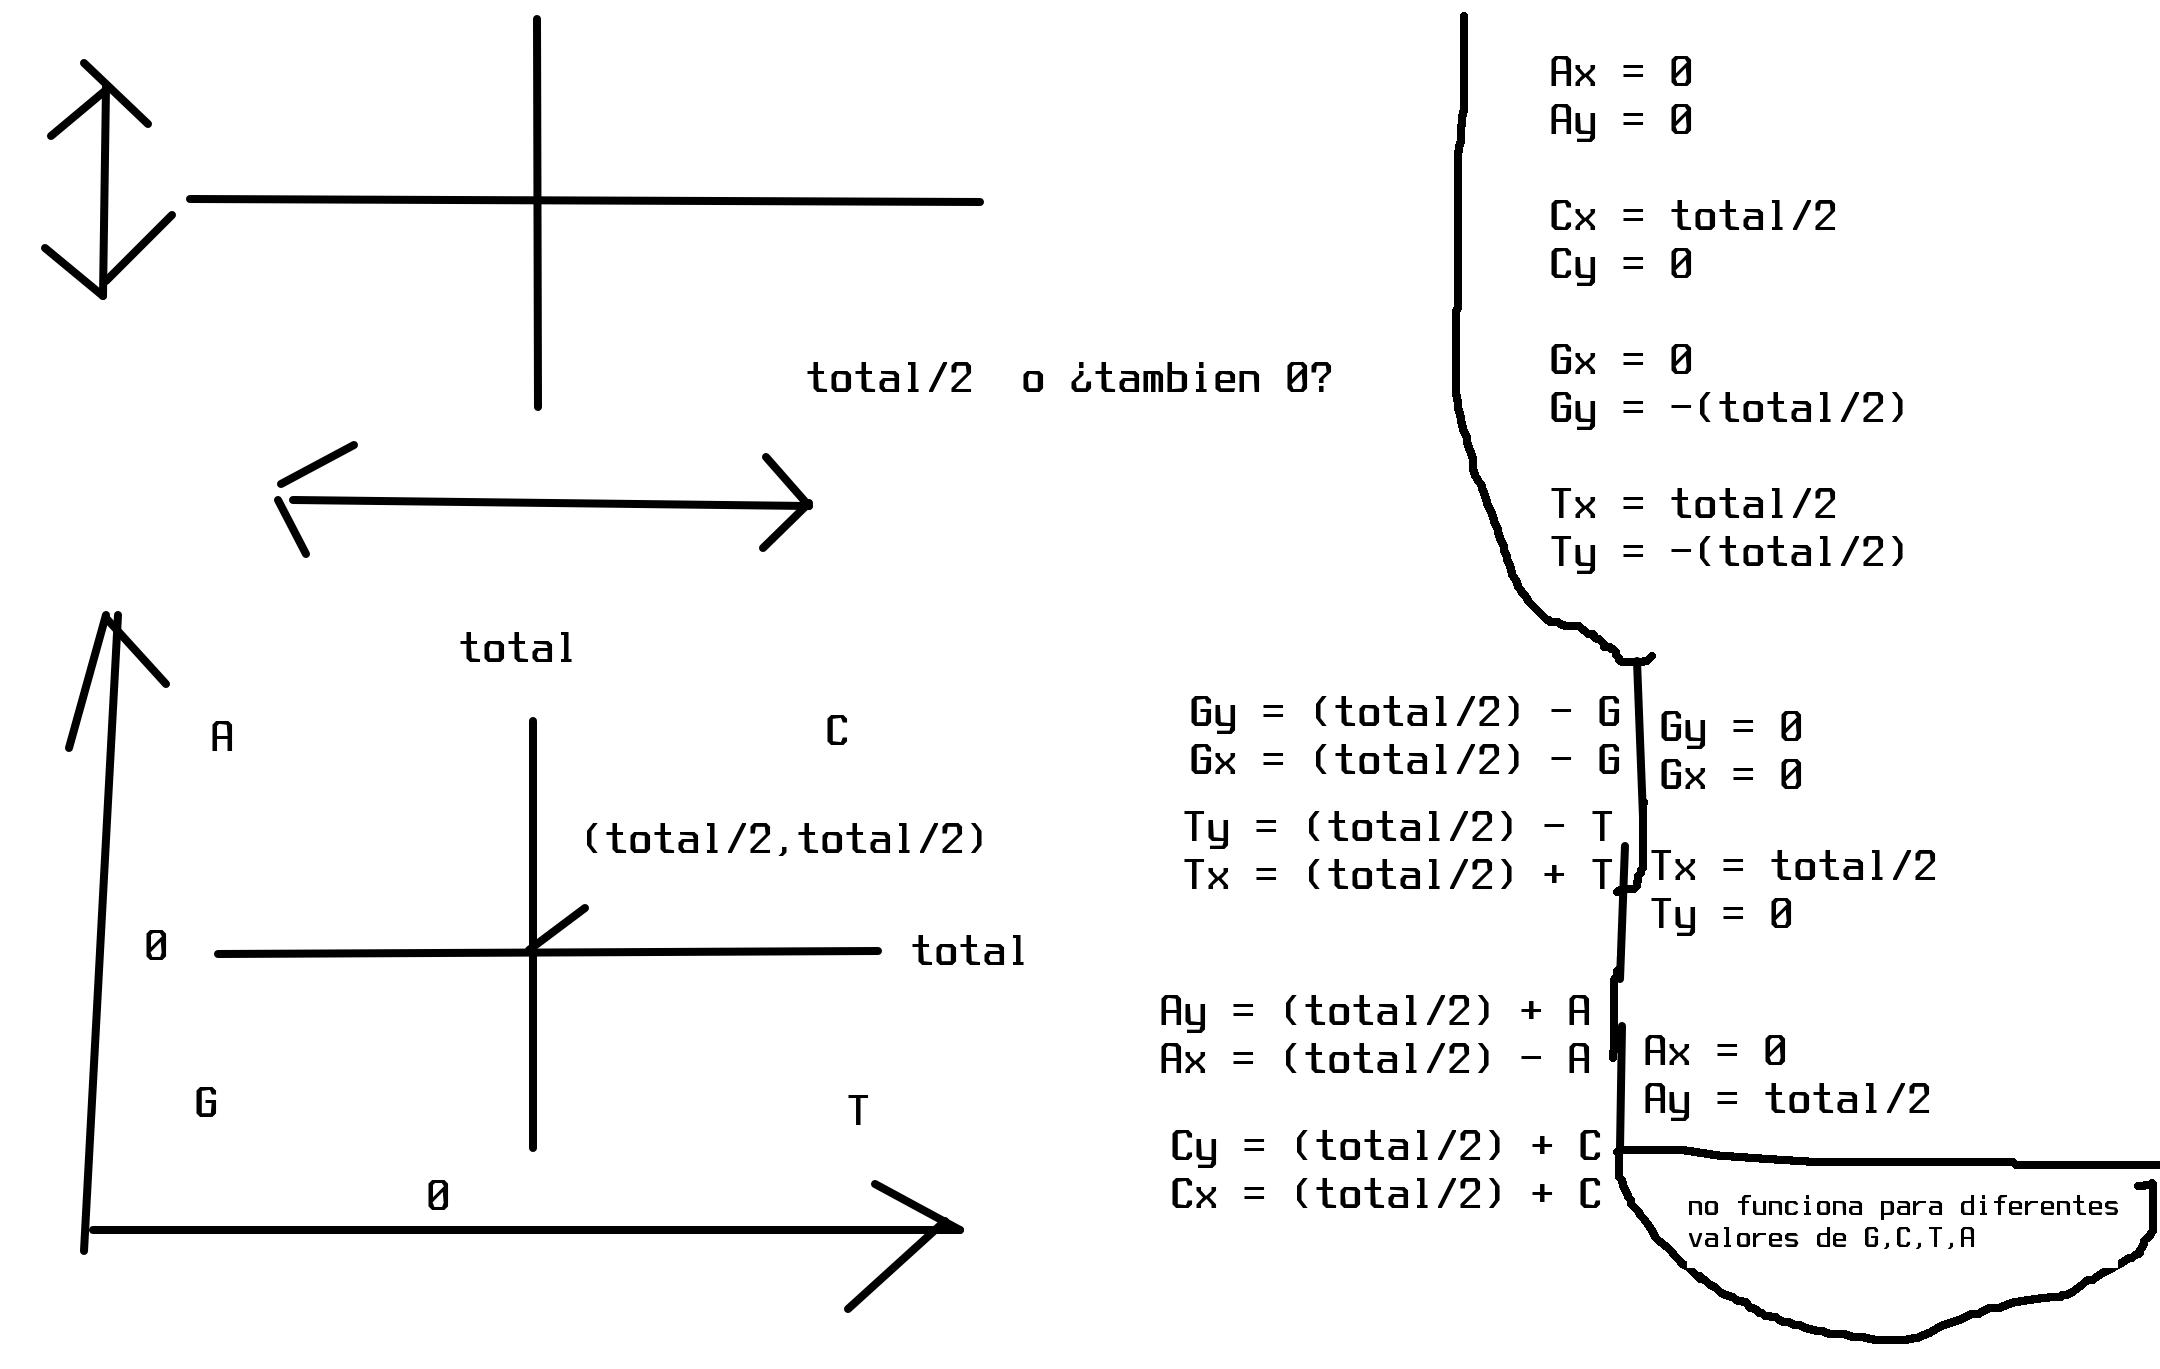 total/2  o ¿tambien 0?
total
A
C
(total/2,total/2)
0
total
G
T
0
Ax = 0
Ay = 0
Cx = total/2
Cy = 0
Gx = 0
Gy = -(total/2)
Tx = total/2
Ty = -(total/2)
Gy = (total/2) - G
Gx = (total/2) - G
Ty = (total/2) - T
Tx = (total/2) + T
Ay = (total/2) + A
Ax = (total/2) - A
Cy = (total/2) + C
Cx = (total/2) + C
Gy = 0
Gx = 0
Tx = total/2
Ty = 0
Ax = 0
Ay = total/2
no funciona para diferentes
valores de G,C,T,A